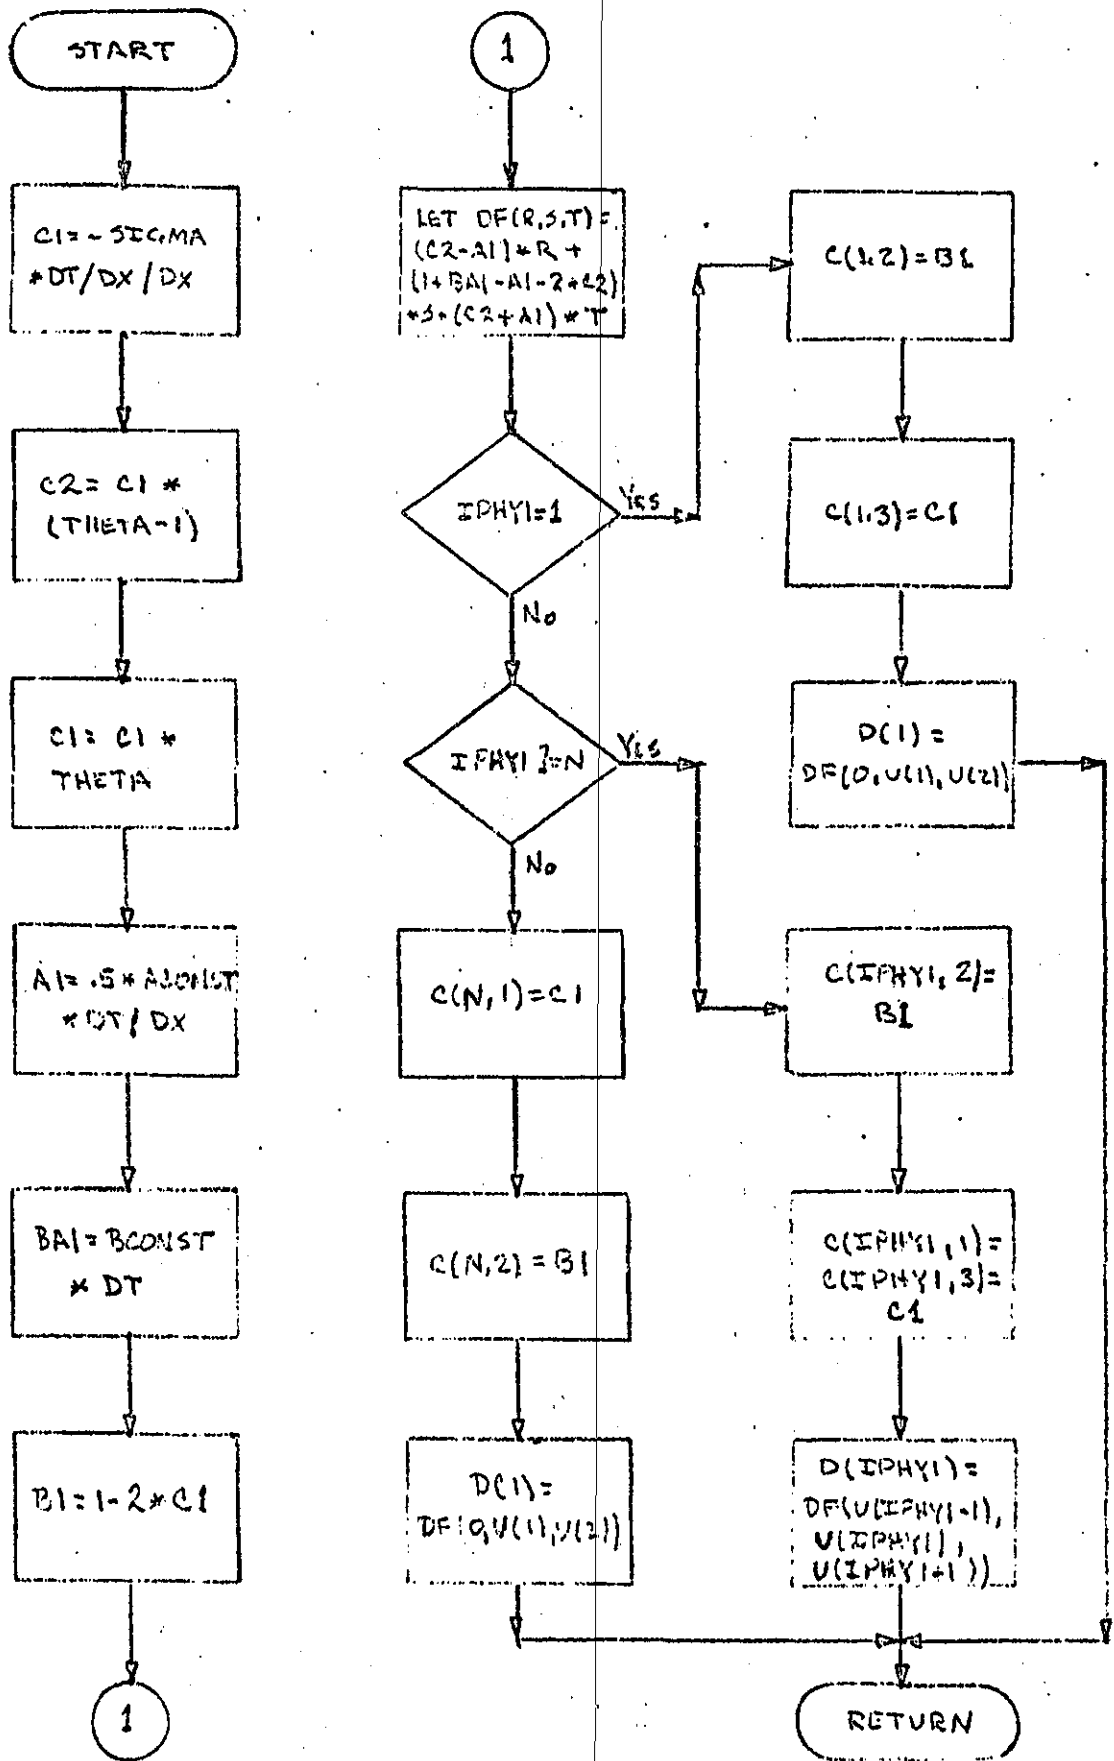 START
C1=-SIGMA
*DT/DX/DX
C2= C1 *
(THETA-1)
C1= C1 *
THETA
A1= .5* ACONST
*DT/DX
BA1= BCONST
* DT
B1=1-2*C1
1
1
LET DF(R,S,T)=
(C2-A1)*R +
(1+BA1-A1-2*C2)
*S+(C2+A1)*T
IPHY1=1
Yes
No
IPHY1 ]=N
Yes
No
C(N,1)=C1
C(N,2)=B1
D(1)=
DF(0,U(1),U(2))
C(1,2)=B1
C(1,3)=C1
D(1)=
DF(0,U(1),U(2))
C(IPHY1, 2)=
B1
C(IPHY1,1)=
C(IPHY1,3)=
C1
D(IPHY1)=
DF(U(IPHY1-1),
U(IPHY1),
U(IPHY1+1))
RETURN